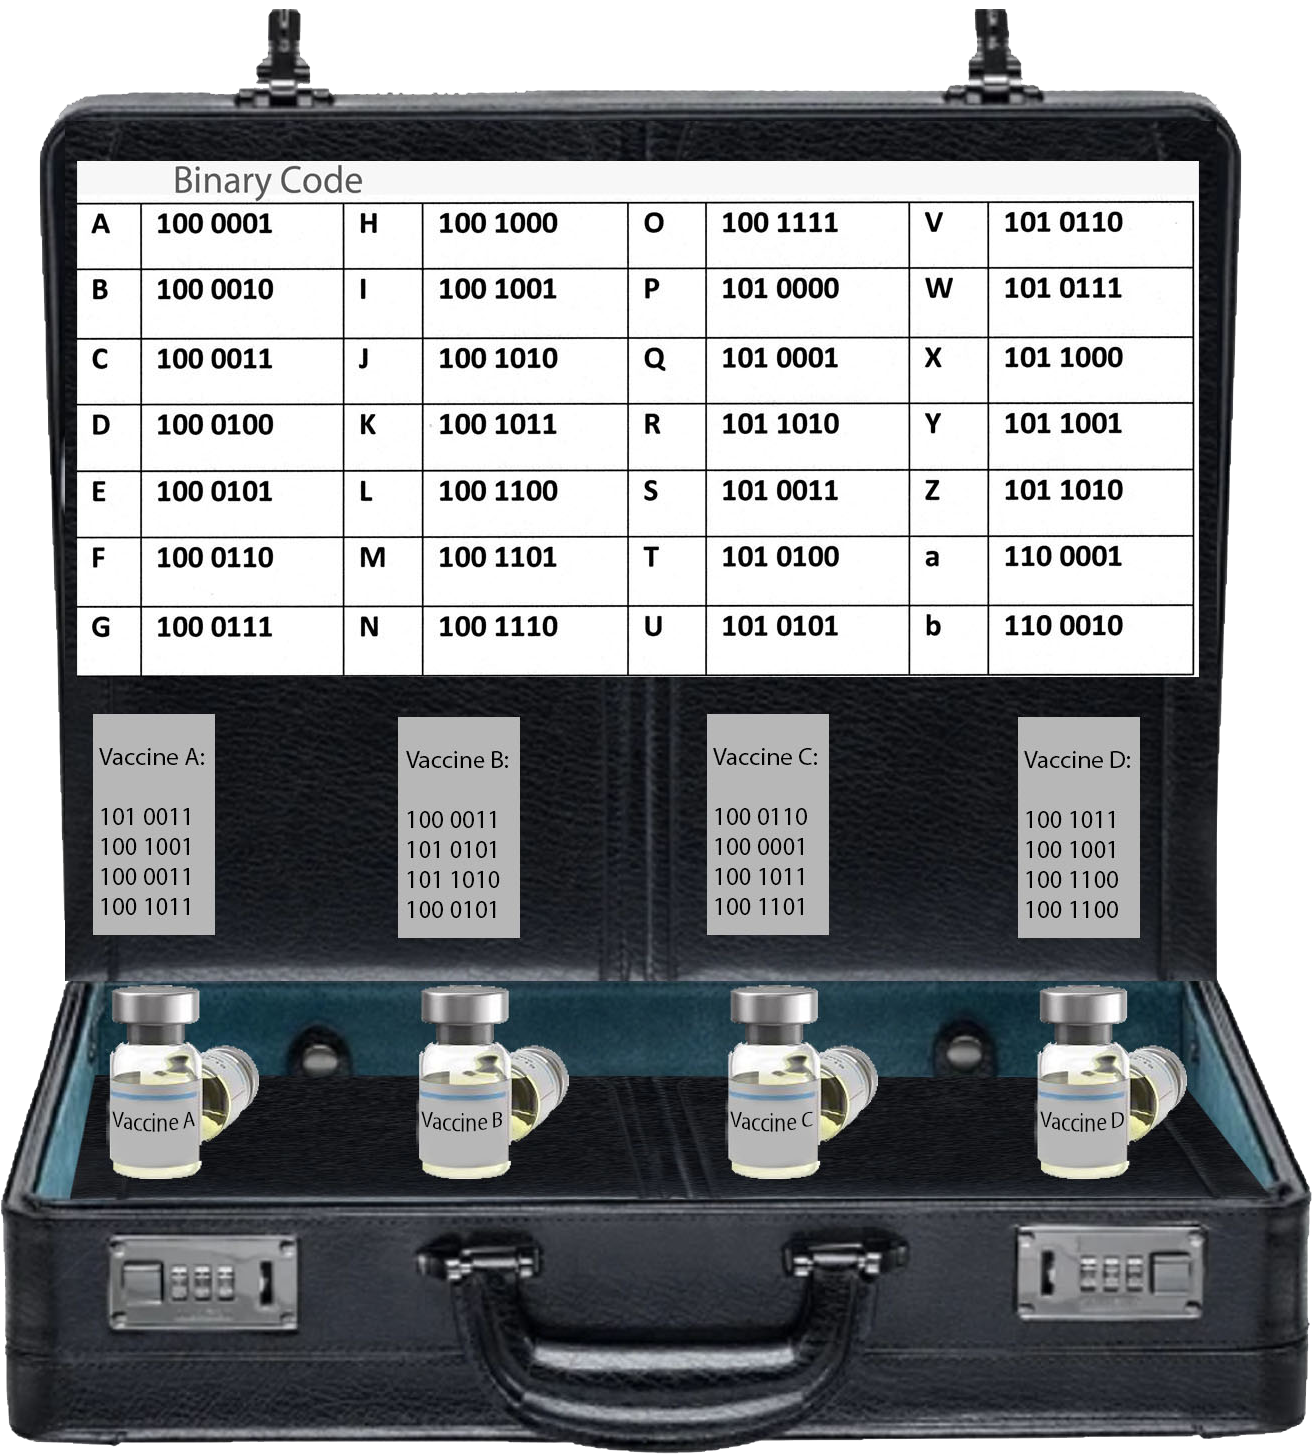 Binary Code
A 100 0001 H 100 1000 O 100 1111 V 101 0110
B 100 0010 I 100 1001 P 101 0000 W 101 0111
C 100 0011 J 100 1010 Q 101 0001 X 101 1000
D 100 0100 K 100 1011 R 101 1010 Y 101 1001
E 100 0101 L 100 1100 S 101 0011 Z 101 1010
F 100 0110 M 100 1101 T 101 0100 a 110 0001
G 100 0111 N 100 1110 U 101 0101 b 110 0010
Vaccine A:
101 0011
100 1001
100 0011
100 1011
Vaccine B:
100 0011
101 0101
101 1010
100 0101
Vaccine C:
100 0110
100 0001
100 1011
100 1101
Vaccine D:
100 1011
100 1001
100 1100
100 1100
Vaccine A
Vaccine B
Vaccine C
Vaccine D